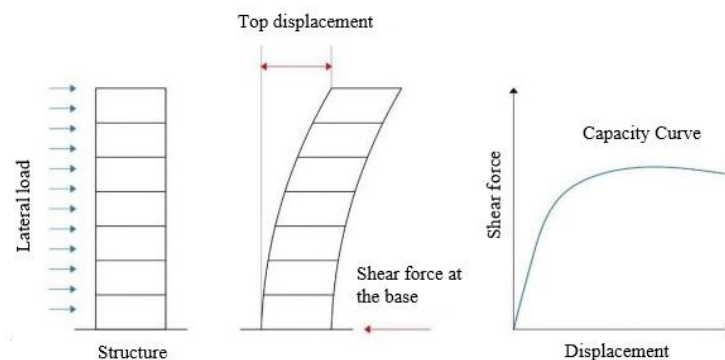 Top displacement
Lateral load
Structure
Shear force at
the base
Capacity Curve
Shear force
Displacement